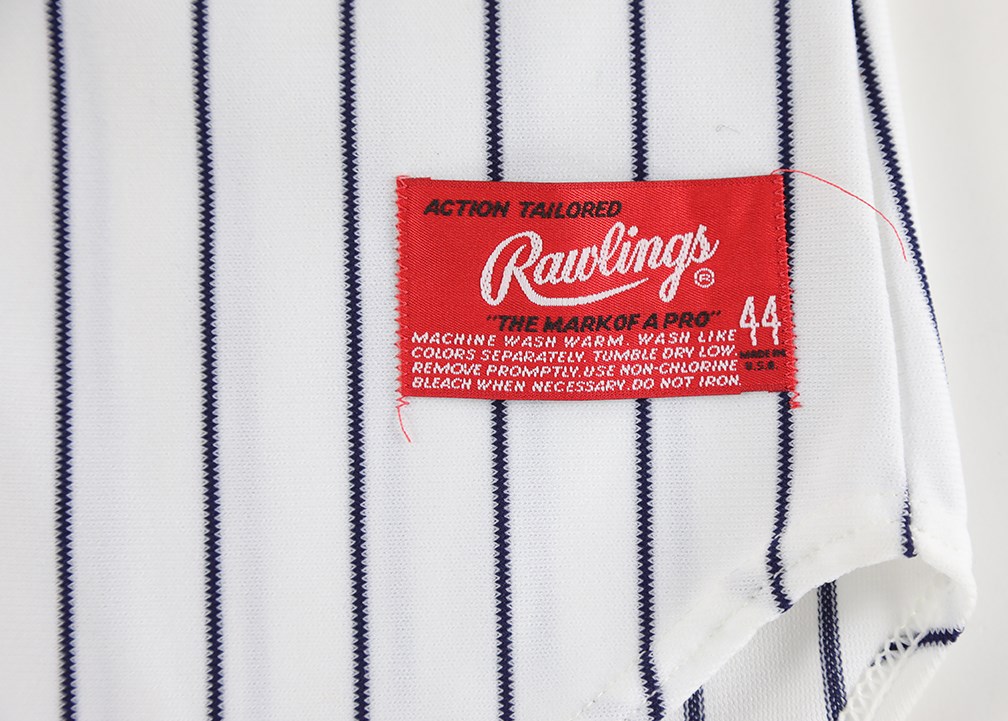 ACTION TAILORED
Rawlings ®
"THE MARK OF A PRO"
44
MACHINE WASH WARM. WASH LIKE
COLORS SEPARATELY. TUMBLE DRY LOW.
REMOVE PROMPTLY. USE NON-CHLORINE
BLEACH WHEN NECESSARY. DO NOT IRON.
MADE IN
U.S.A.